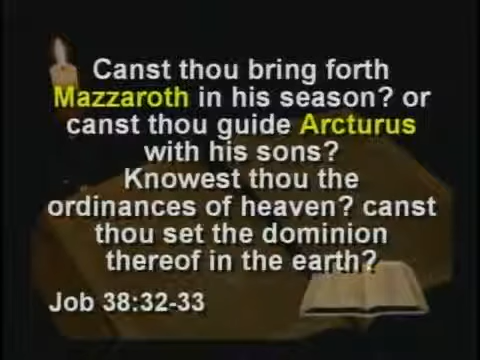 Canst thou bring forth
Mazzaroth in his season? or
canst thou guide Arcturus
with his sons?
Knowest thou the
ordinances of heaven? canst
thou set the dominion
thereof in the earth?
Job 38:32-33